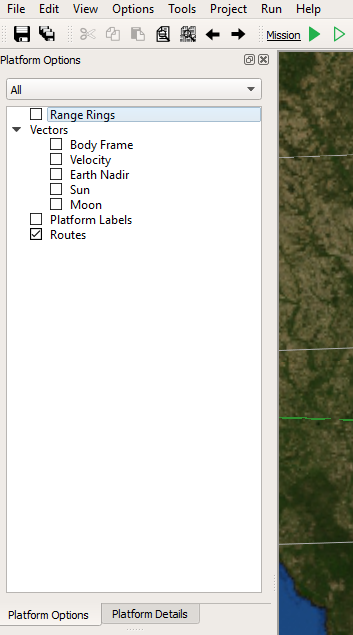 File Edit View Options Tools Project Run Help
Mission
Platform Options
All
Range Rings
Vectors
Body Frame
Velocity
Earth Nadir
Sun
Moon
Platform Labels
Routes
Platform Options Platform Details